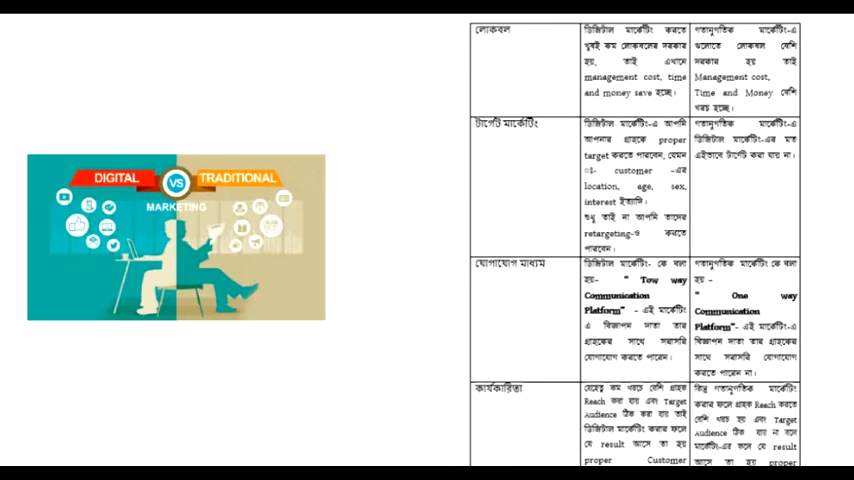 DIGITAL
VS
TRADITIONAL
MARKETING
লোকবল
ডিজিটাল মার্কেটিং করতে
খুবই কম লোকবলের দরকার
হয়, তাই এখানে
management cost, time
and money save হচ্ছে।
গতানুগতিক মার্কেটিং-এ
গুলোতে লোকবল বেশি
দরকার হয় তাই
Management cost,
Time and Money বেশি
খরচ হচ্ছে।
টার্গেট মার্কেটিং
ডিজিটাল মার্কেটিং-এ আপনি
আপনার গ্রাহকে proper
target করতে পারবেন, যেমন
ঃ- customer -এর
location, age, sex,
interest ইত্যাদি।
শুধু তাই না আপনি তাদের
retargeting-ও করতে
পারবেন।
গতানুগতিক মার্কেটিং-এ
ডিজিটাল মার্কেটিং-এর মত
এইভাবে টার্গেট করা যায় না।
যোগাযোগ মাধ্যম
ডিজিটাল মার্কেটিং- কে বলা
হয়- " Tow way
Communication
Platform" - এই মার্কেটিং
এ বিজ্ঞাপন দাতা তার
গ্রাহকের সাথে সরাসরি
যোগাযোগ করতে পারেন।
গতানুগতিক মার্কেটিং কে বলা
হয় -
" One way
Communication
Platform"- এই মার্কেটিং-এ
বিজ্ঞাপন দাতা তার গ্রাহকের
সাথে সরাসরি যোগাযোগ
করতে পারেন না।
কার্যকারিতা
যেহেতু কম খরচে বেশি গ্রাহক
Reach করা যায় এবং Target
Audience ঠিক করা যায় তাই
ডিজিটাল মার্কেটিং করার ফলে
যে result আসে তা হয়
proper Customer
কিন্তু গতানুগতিক মার্কেটিং
করার ফলে গ্রাহক Reach করতে
বেশি খরচ হয় এবং Target
Audience ঠিক যায় না বলে
মার্কেটিং-এর ফলে যে result
আসে তা হয় proper